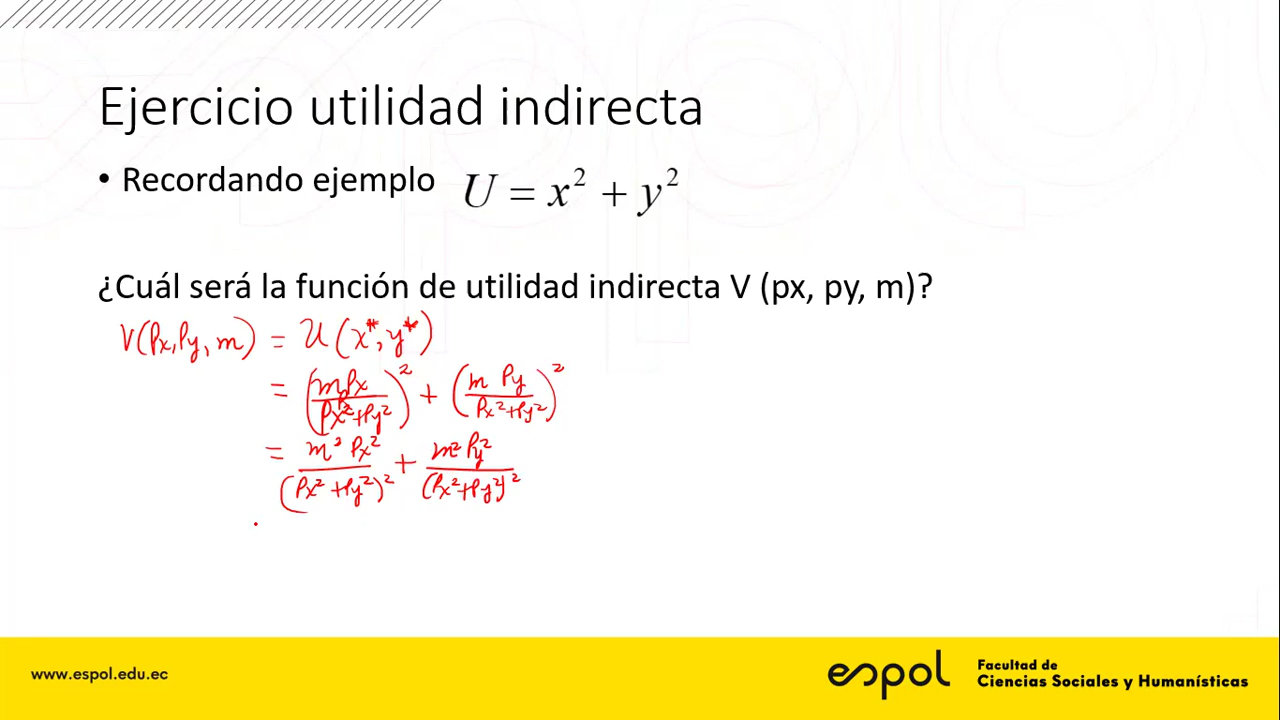 Ejercicio utilidad indirecta
• Recordando ejemplo U = x² + y²
¿Cuál será la función de utilidad indirecta V (px, py, m)?
V(Px,Py,m) = U(x*,y*)
= (mPx/(Px²+Py²))² + (m Py/(Px²+Py²))²
= m² Px²/(Px²+Py²)² + m² Py²/(Px²+Py²)²
www.espol.edu.ec
espol
Facultad de
Ciencias Sociales y Humanísticas